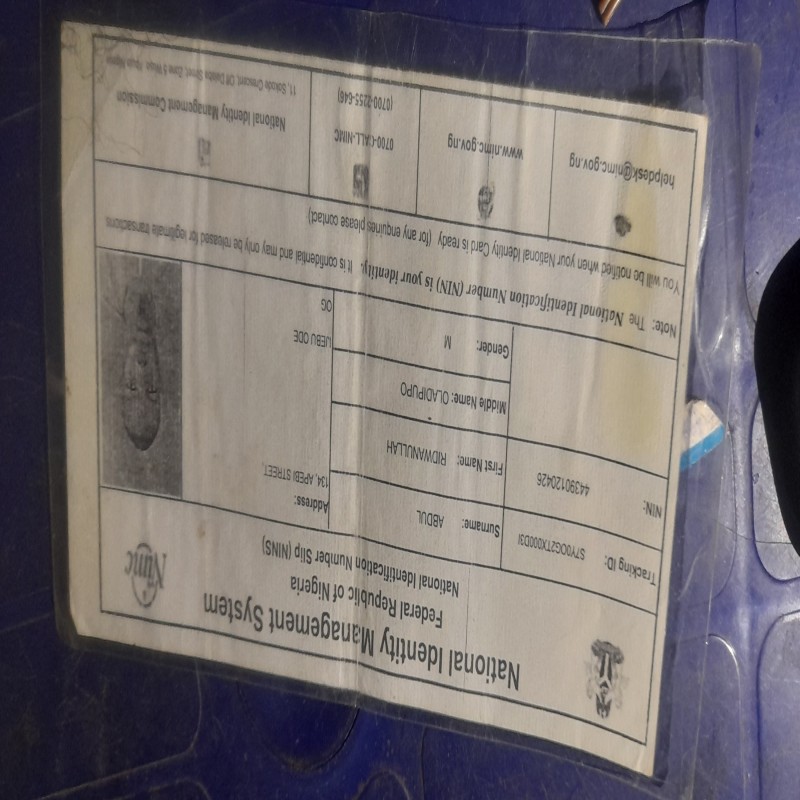 National Identity Management System
Federal Republic of Nigeria
National Identification Number Slip (NINS)
Nimc
Tracking ID: S7Y0OGZTX000D3I
Surname: ABDUL
Address:
134, APEBI STREET,
NIN: 44390120426
First Name: RIDWANULLAH
Middle Name: OLADIPUPO
IJEBU ODE
Gender: M
OG
Note: The National Identification Number (NIN) is your identity. It is confidential and may only be released for legitimate transactions
You will be notified when your National Identity Card is ready (for any enquiries please contact)
helpdesk@nimc.gov.ng
www.nimc.gov.ng
0700-CALL-NIMC
(0700-2255-646)
National Identity Management Commission
11, Sokode Crescent, Off Dalaba Street, Zone 5 Wuse, Abuja Nigeria